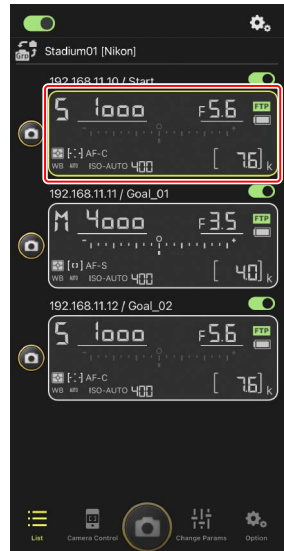 Grp Stadium01 [Nikon]
192.168.11.10 / Start
S 1000 F5.6 FTP
AF-C
WB ISO-AUTO 400 [ 7.6] k
192.168.11.11 / Goal_01
M 4000 F3.5 FTP
AF-S
WB ISO-AUTO 400 [ 4.0] k
192.168.11.12 / Goal_02
S 1000 F5.6 FTP
AF-C
WB ISO-AUTO 400 [ 7.6] k
List Camera Control Change Params Option